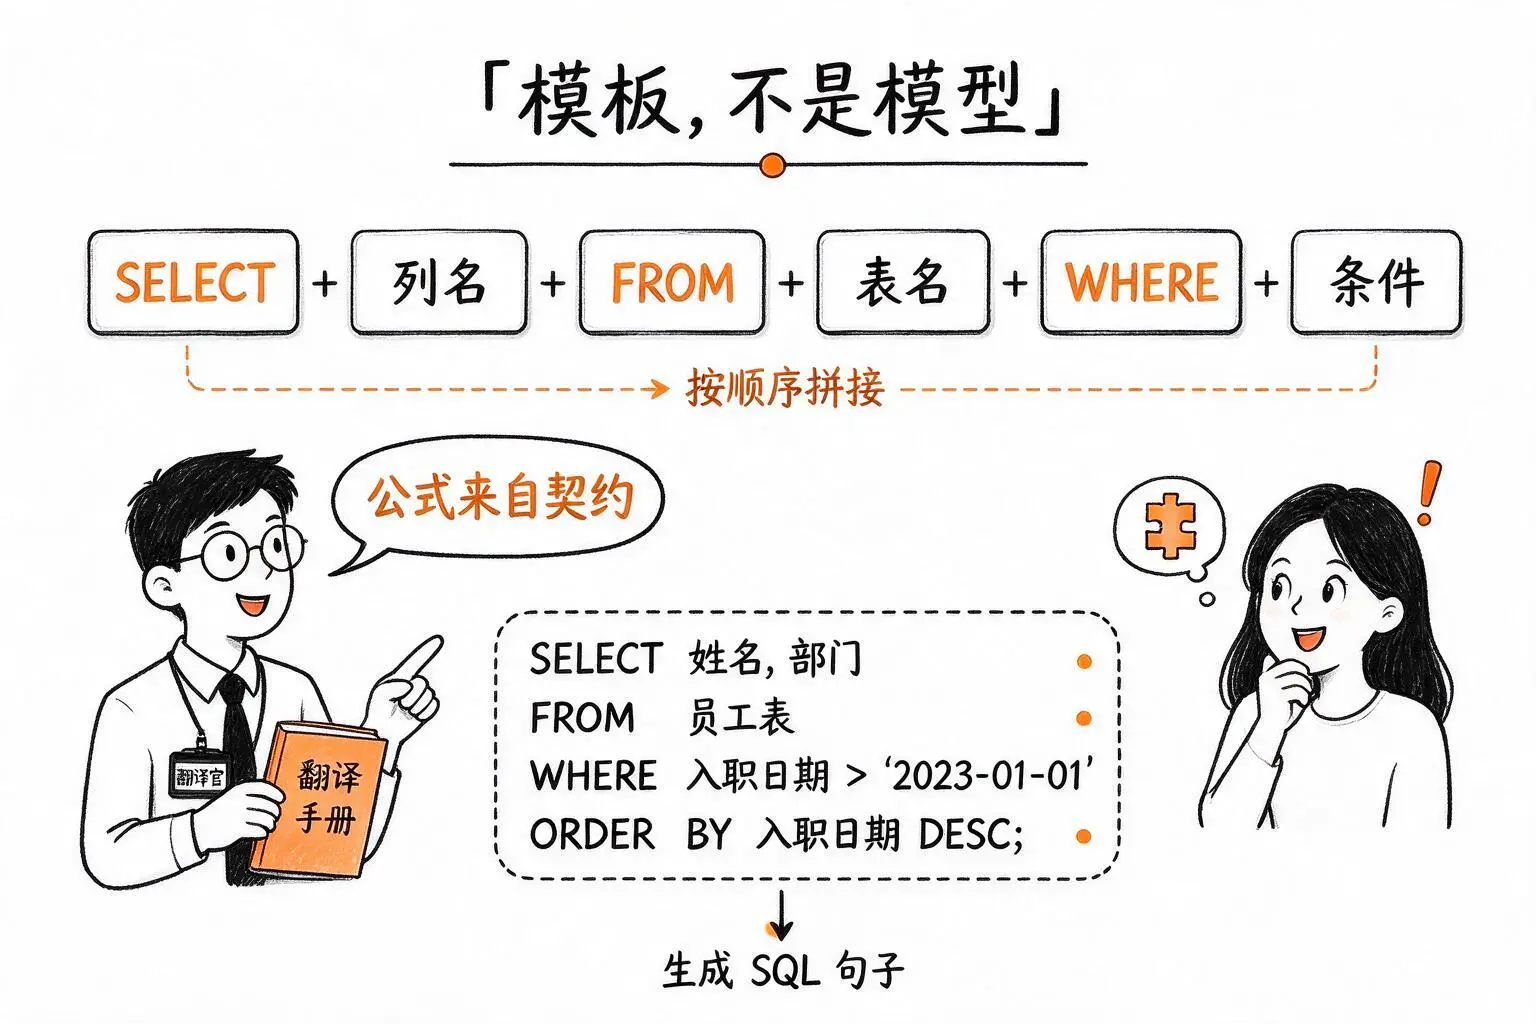 「模板，不是模型」
SELECT + 列名 + FROM + 表名 + WHERE + 条件
按顺序拼接
公式来自契约
翻译官
翻译
手册
SELECT 姓名, 部门
FROM 员工表
WHERE 入职日期 > '2023-01-01'
ORDER BY 入职日期 DESC;
生成 SQL 句子